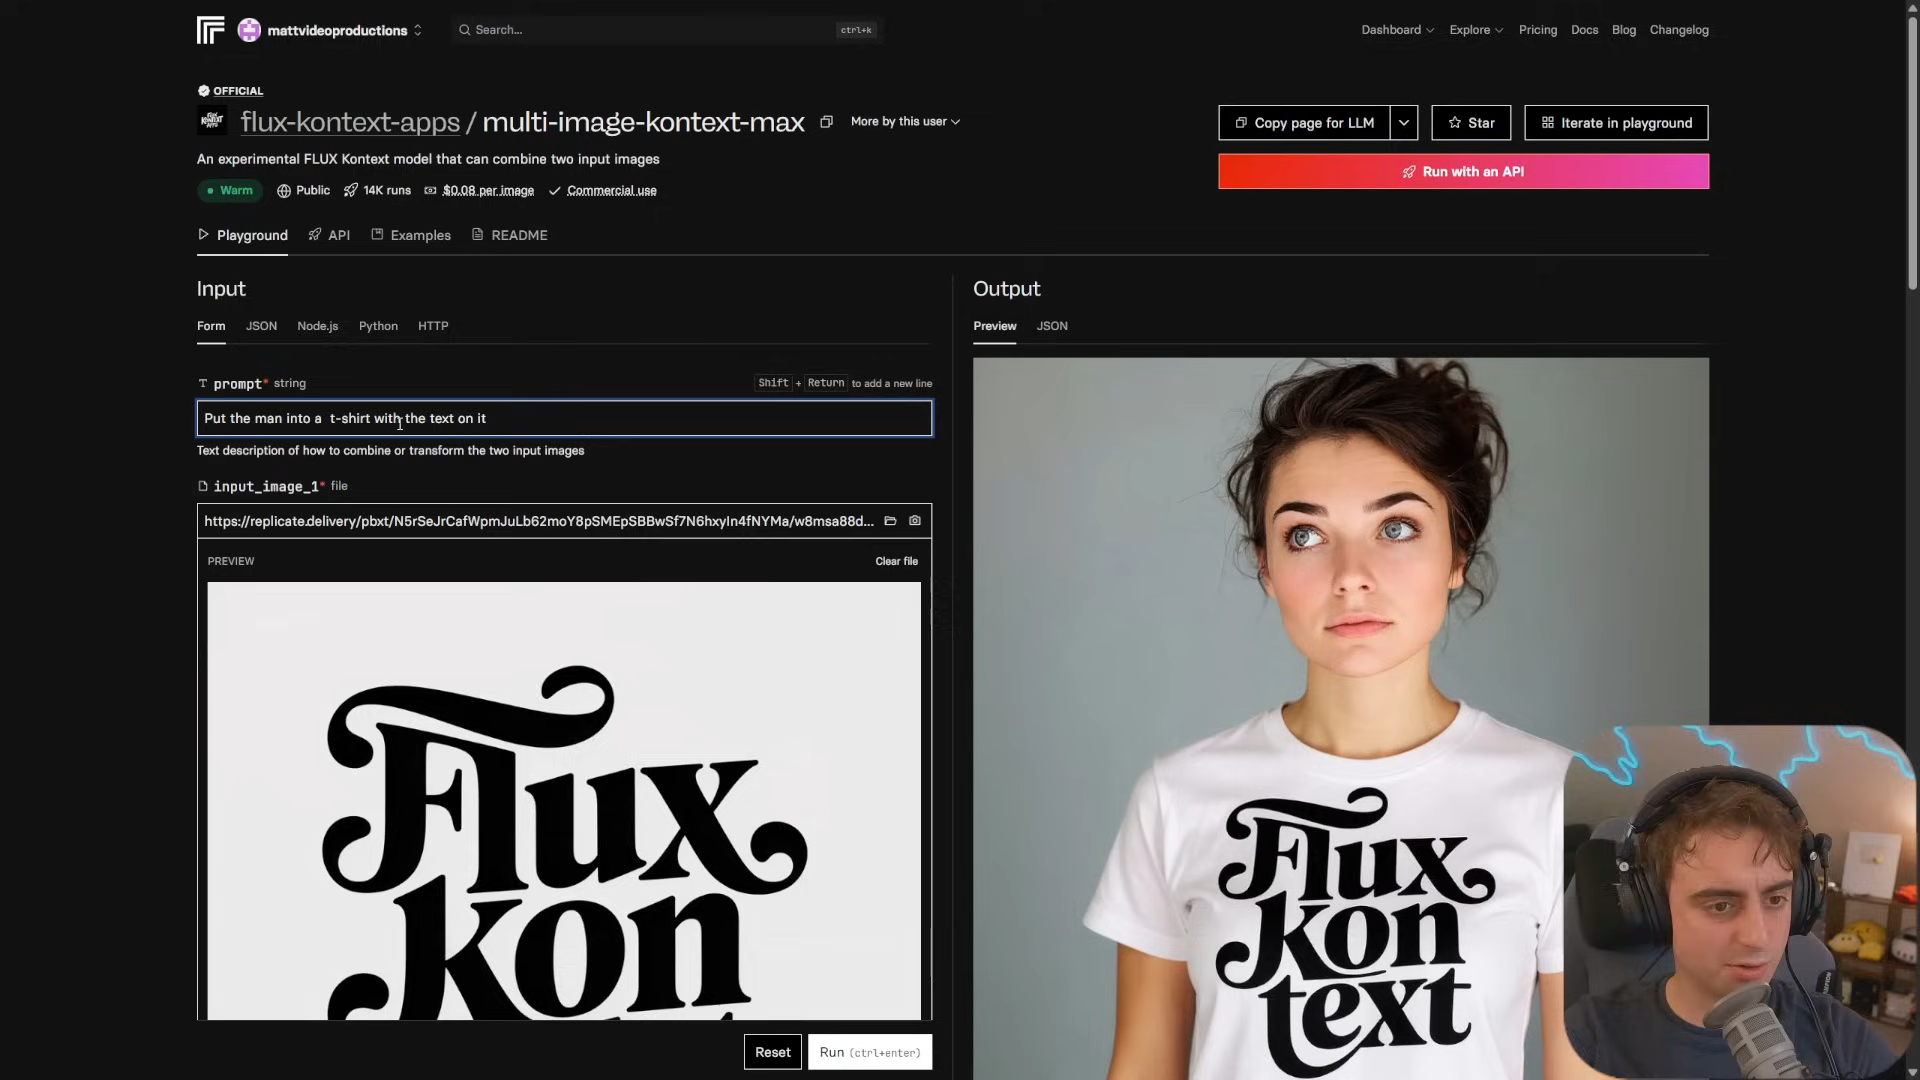 mattvideoproductions
Search...
ctrl+k
Dashboard
Explore
Pricing
Docs
Blog
Changelog
OFFICIAL
flux-kontext-apps / multi-image-kontext-max
More by this user
Copy page for LLM
Star
Iterate in playground
An experimental FLUX Kontext model that can combine two input images
Run with an API
Warm
Public
14K runs
$0.08 per image
Commercial use
Playground
API
Examples
README
Input
Output
Form
JSON
Node.js
Python
HTTP
Preview
JSON
prompt* string
Shift + Return to add a new line
Put the man into a  t-shirt with the text on it
Text description of how to combine or transform the two input images
input_image_1* file
https://replicate.delivery/pbxt/N5rSeJrCafWpmJuLb62moY8pSMEpSBBwSf7N6hxyIn4fNYMa/w8msa88d...
PREVIEW
Clear file
Flux
kon
Flux
kon
text
Reset
Run (ctrl+enter)